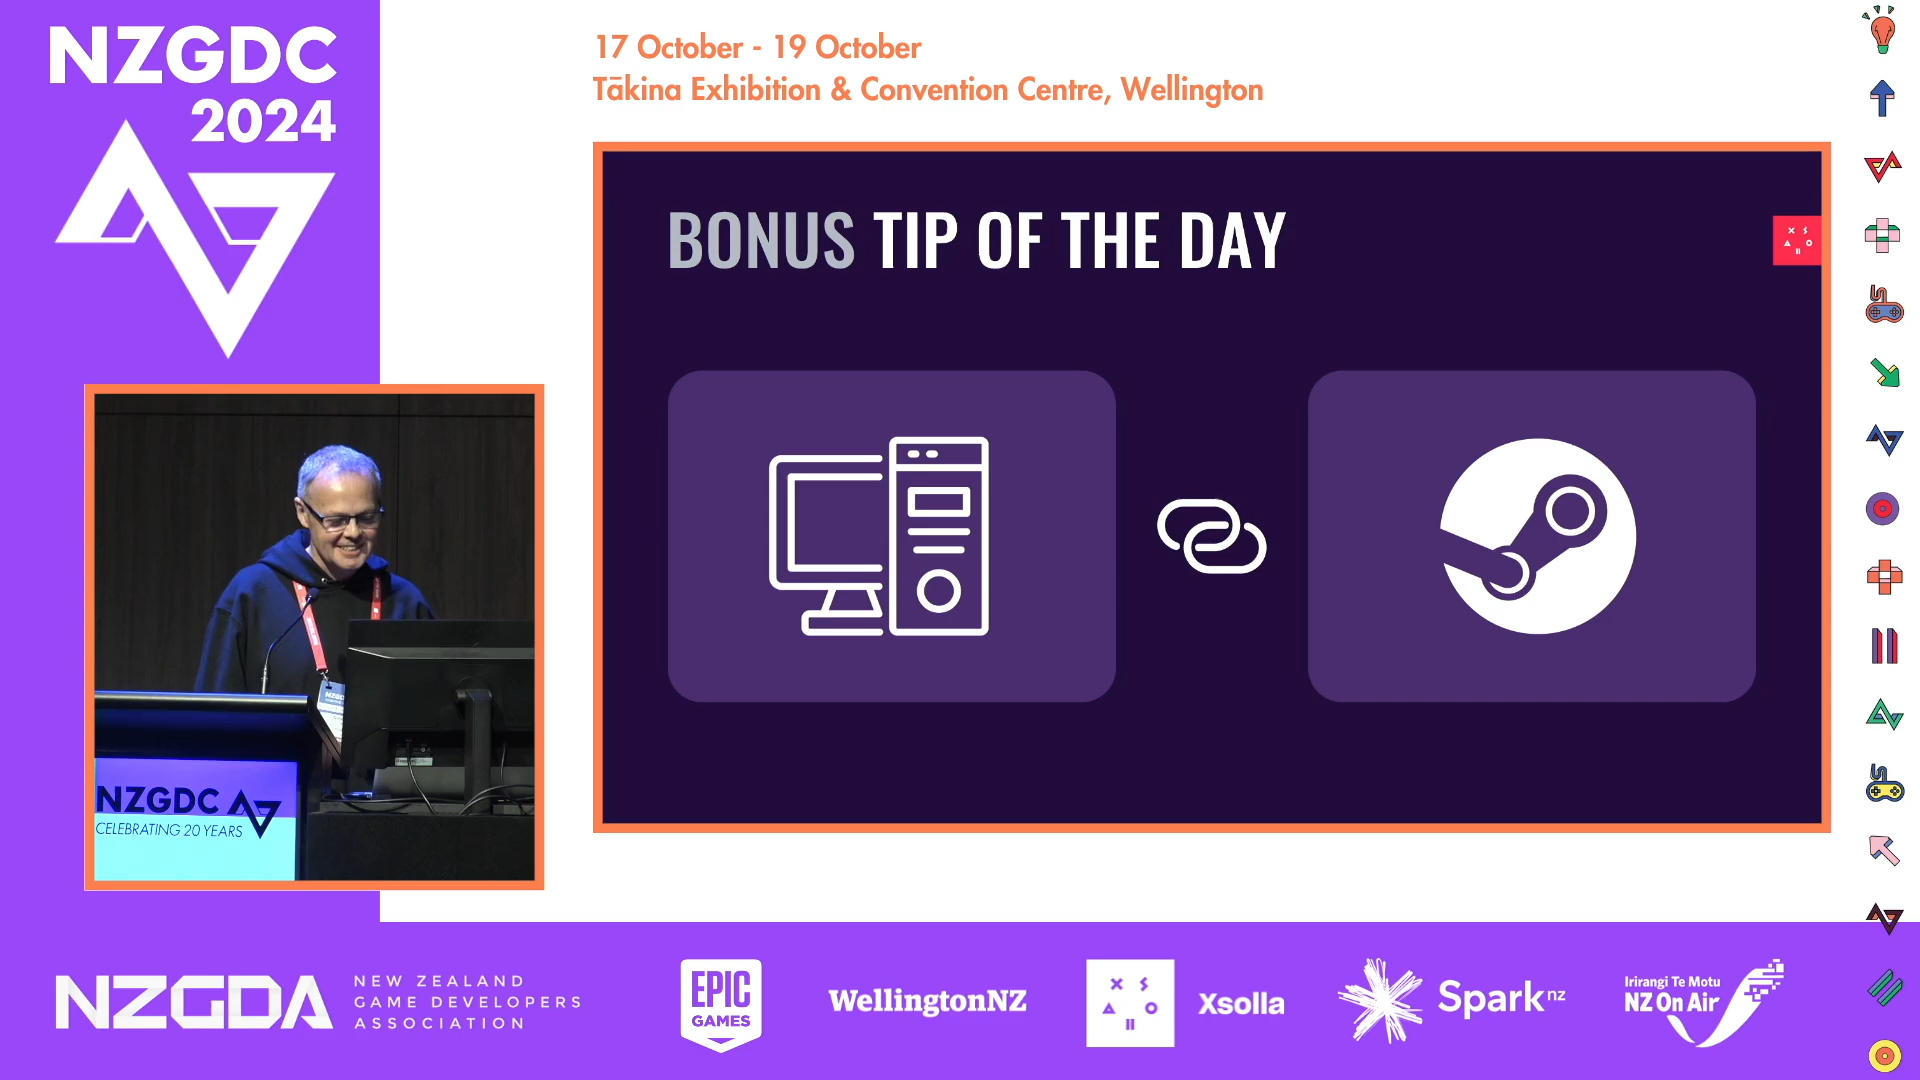 NZGDC
2024
17 October - 19 October
Tākina Exhibition & Convention Centre, Wellington
BONUS TIP OF THE DAY
X S
O
II
NZGDC
CELEBRATING 20 YEARS
NZGDA
NEW ZEALAND
GAME DEVELOPERS
ASSOCIATION
EPIC
GAMES
WellingtonNZ
X S
O
II
Xsolla
Spark nz
Irirangi Te Motu
NZ On Air